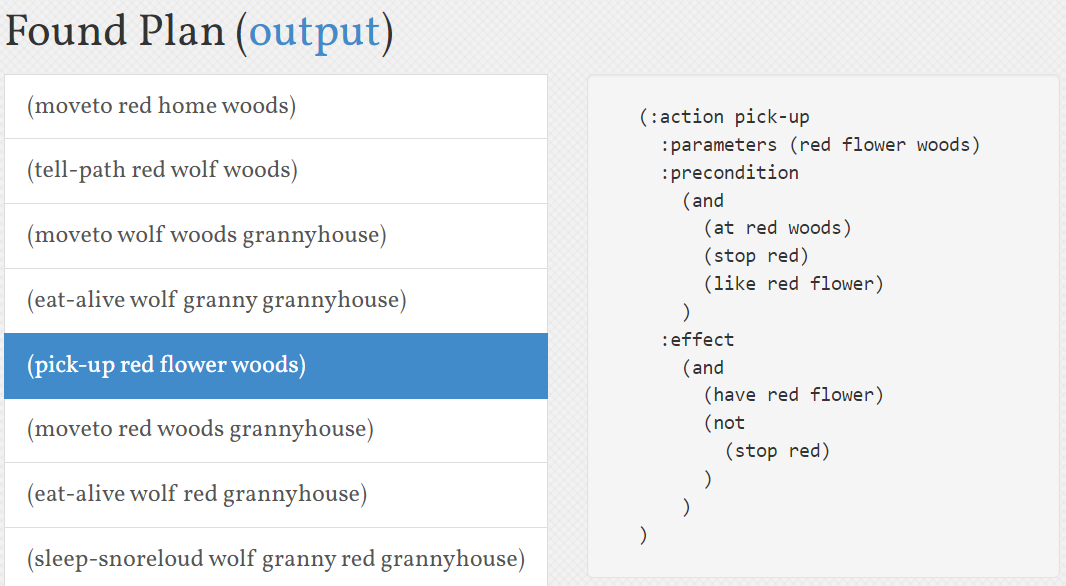 Found Plan (output)
(moveto red home woods)
(tell-path red wolf woods)
(moveto wolf woods grannyhouse)
(eat-alive wolf granny grannyhouse)
(pick-up red flower woods)
(moveto red woods grannyhouse)
(eat-alive wolf red grannyhouse)
(sleep-snoreloud wolf granny red grannyhouse)
(:action pick-up
  :parameters (red flower woods)
  :precondition
    (and
      (at red woods)
      (stop red)
      (like red flower)
    )
  :effect
    (and
      (have red flower)
      (not
        (stop red)
      )
    )
)